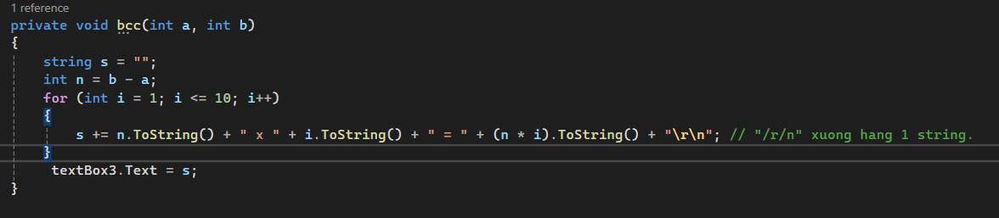 1 reference
private void bcc(int a, int b)
{
string s = "";
int n = b - a;
for (int i = 1; i <= 10; i++)
{
s += n.ToString() + " x " + i.ToString() + " = " + (n * i).ToString() + "\r\n"; // "/r/n" xuong hang 1 string.
}
textBox3.Text = s;
}